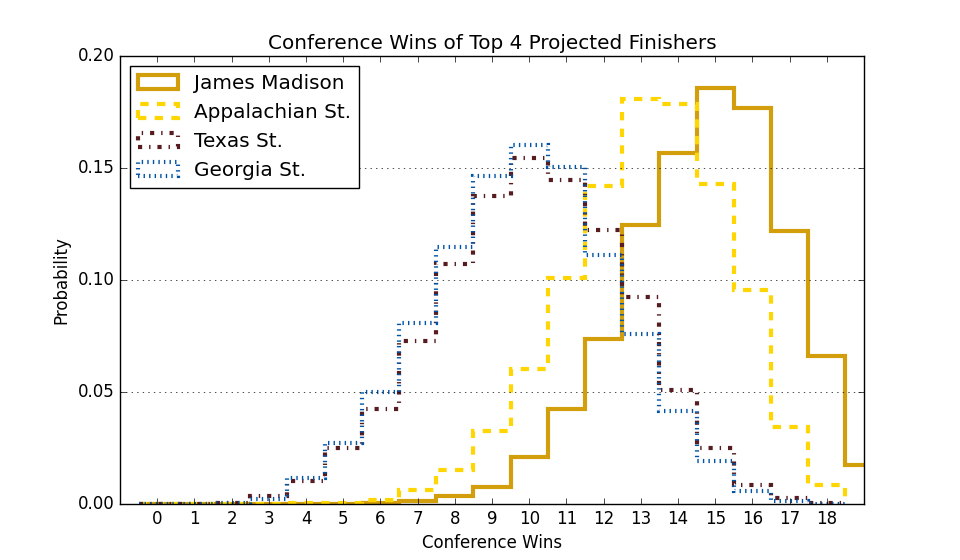 Conference Wins of Top 4 Projected Finishers
James Madison
Appalachian St.
Texas St.
Georgia St.
0.20
0.15
0.10
0.05
0.00
Probability
0 1 2 3 4 5 6 7 8 9 10 11 12 13 14 15 16 17 18
Conference Wins